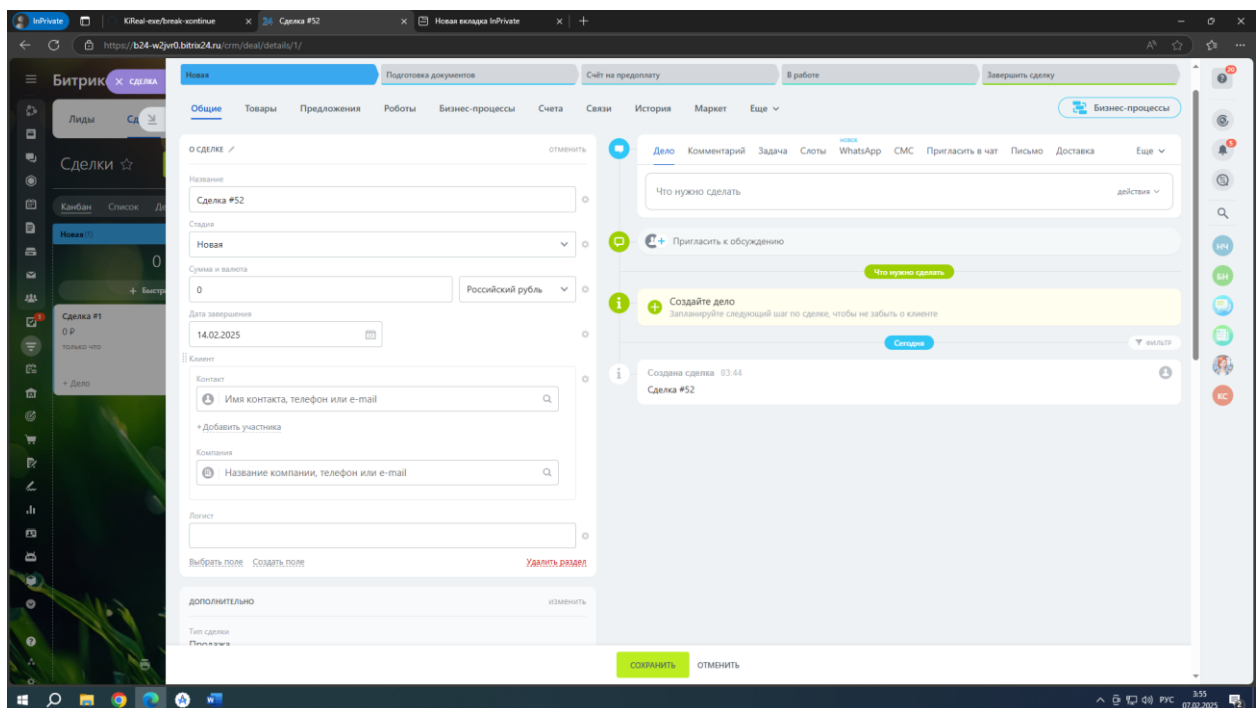 InPrivate
KiReal-exe/break-xontinue
24 Сделка #52
Новая вкладка InPrivate
https://b24-w2jvr0.bitrix24.ru/crm/deal/details/1/
Битрик
СДЕЛКА
Лиды
Сд
Сделки
Канбан Список
Новая (1)
0
+ Быстр
Сделка #1
0 ₽
только что
+ Дело
Новая
Подготовка документов
Счёт на предоплату
В работе
Завершить сделку
Общие Товары Предложения Роботы Бизнес-процессы Счета Связи История Маркет Еще
Бизнес-процессы
О СДЕЛКЕ
ОТМЕНИТЬ
Название
Сделка #52
Стадия
Новая
Сумма и валюта
0
Российский рубль
Дата завершения
14.02.2025
Клиент
Контакт
Имя контакта, телефон или e-mail
+ Добавить участника
Компания
Название компании, телефон или e-mail
Логист
Выбрать поле Создать поле
Удалить раздел
ДОПОЛНИТЕЛЬНО
ИЗМЕНИТЬ
Тип сделки
Продажа
НОВОЕ
Дело Комментарий Задача Слоты WhatsApp СМС Пригласить в чат Письмо Доставка Еще
Что нужно сделать
действия
Пригласить к обсуждению
Что нужно сделать
Создайте дело
Запланируйте следующий шаг по сделке, чтобы не забыть о клиенте
Сегодня
ФИЛЬТР
Создана сделка 03:44
Сделка #52
СОХРАНИТЬ
ОТМЕНИТЬ
НЧ
БН
КС
РУС
3:55
07.02.2025